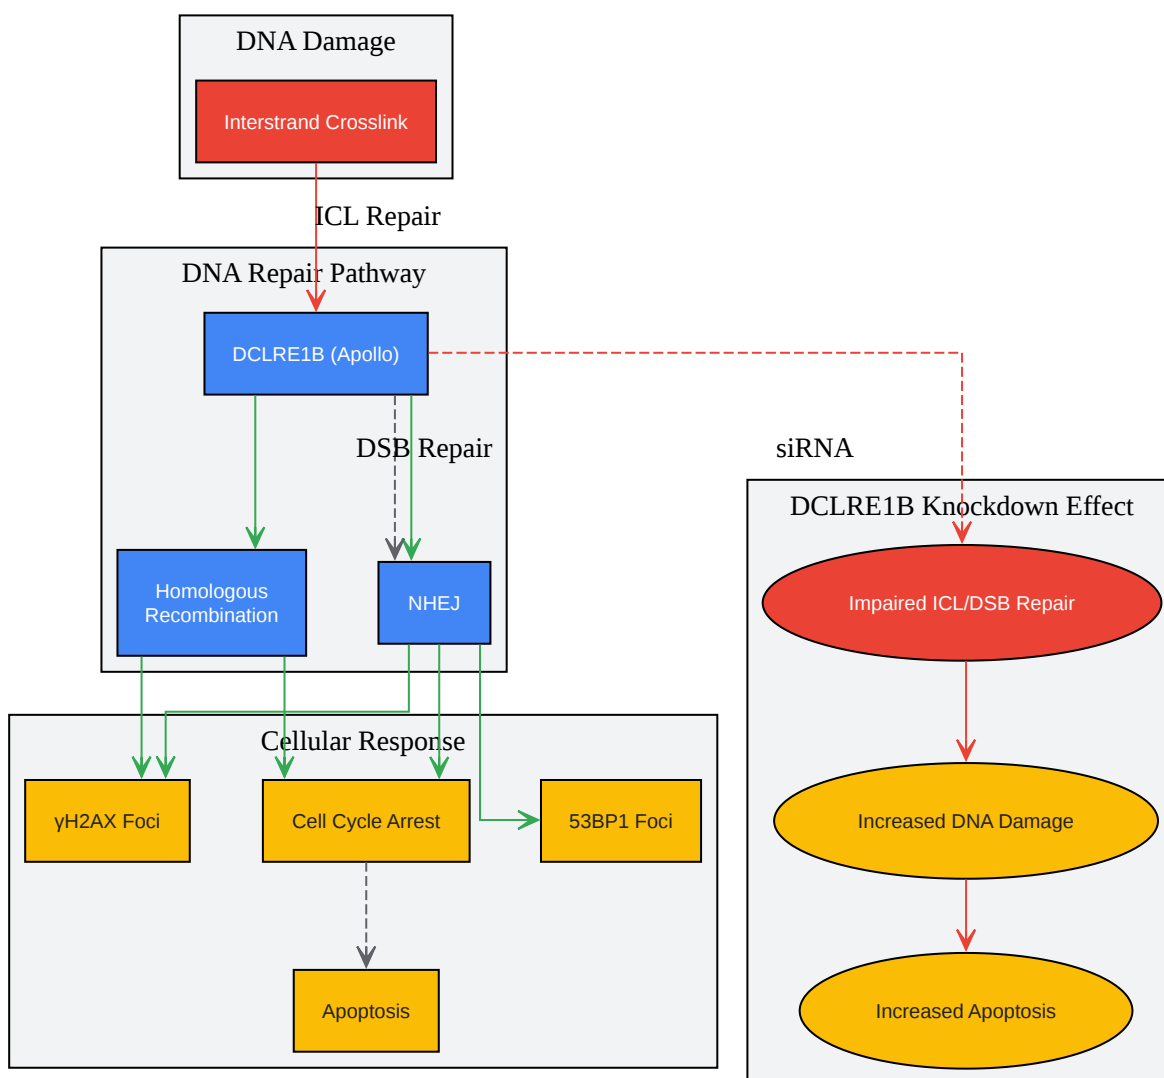 DNA Damage
Interstrand Crosslink
ICL Repair
DNA Repair Pathway
DCLRE1B (Apollo)
DSB Repair
siRNA
DCLRE1B Knockdown Effect
Homologous
Recombination
NHEJ
Impaired ICL/DSB Repair
Cellular Response
γH2AX Foci
Cell Cycle Arrest
53BP1 Foci
Increased DNA Damage
Apoptosis
Increased Apoptosis